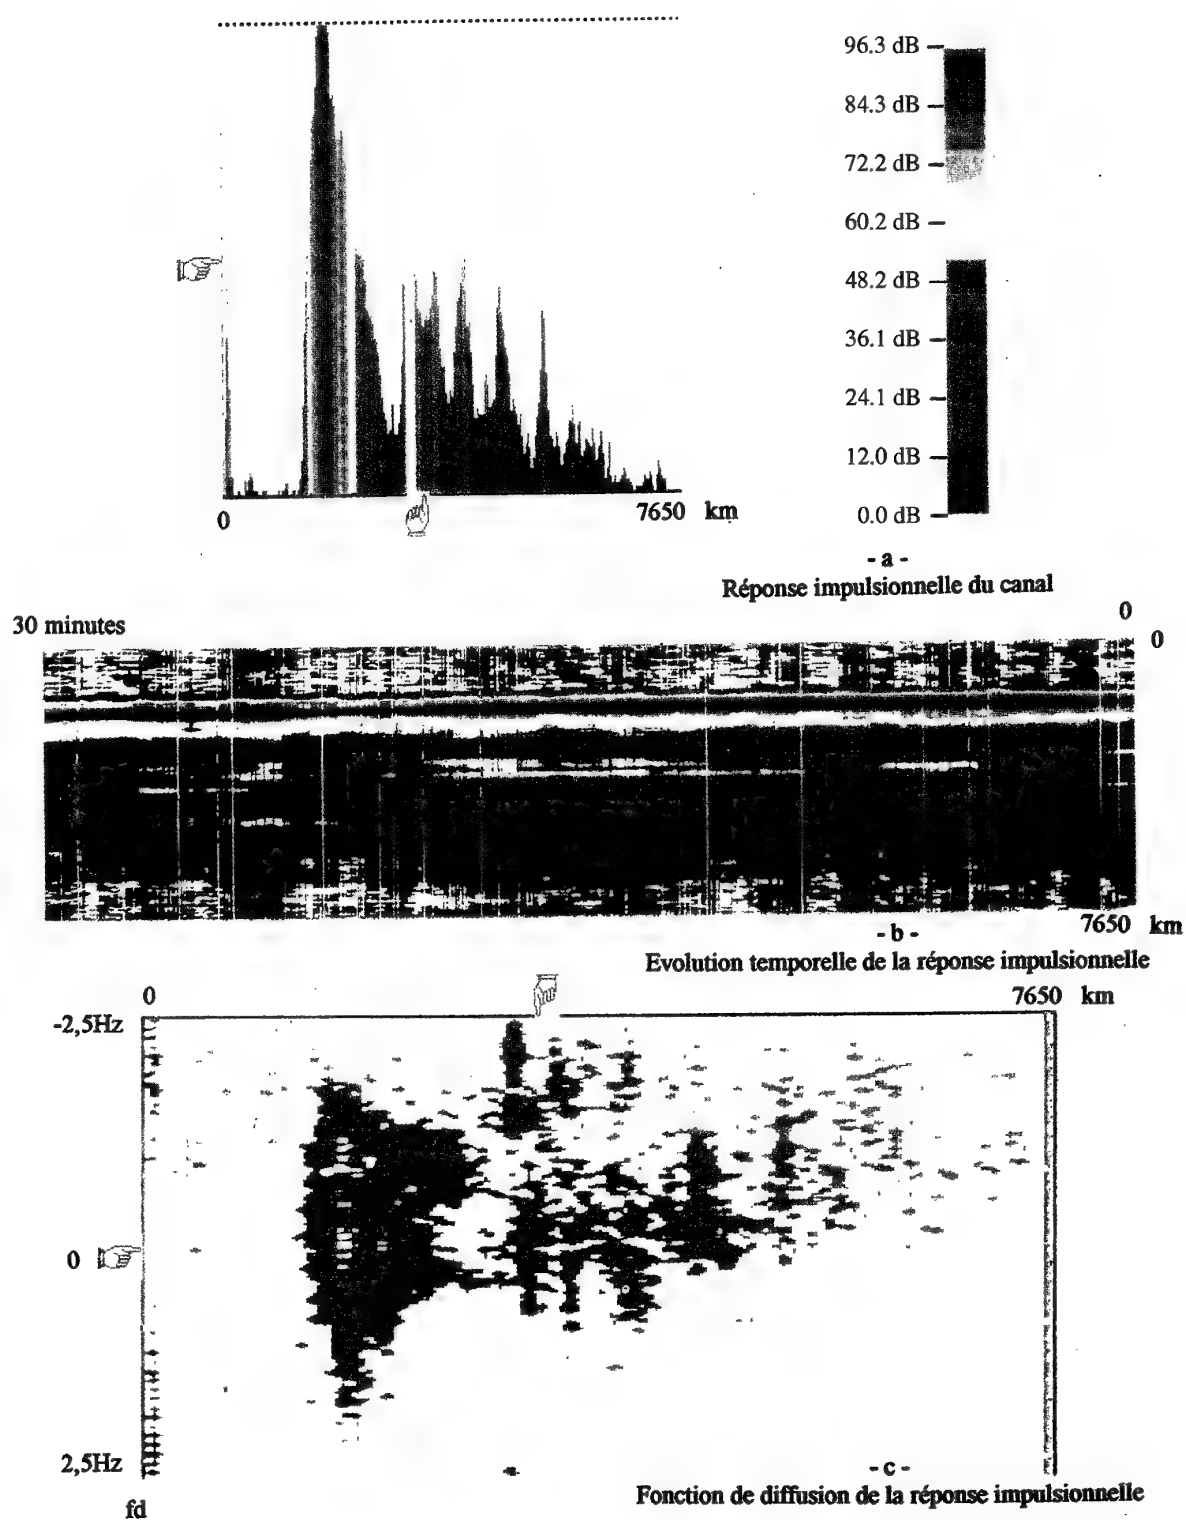 96.3 dB
84.3 dB
72.2 dB
60.2 dB
48.2 dB
36.1 dB
24.1 dB
12.0 dB
0.0 dB
0
7650 km
- a -
Réponse impulsionnelle du canal
30 minutes
0
0
7650 km
- b -
Evolution temporelle de la réponse impulsionnelle
0
7650 km
-2,5Hz
0
2,5Hz
fd
- c -
Fonction de diffusion de la réponse impulsionnelle